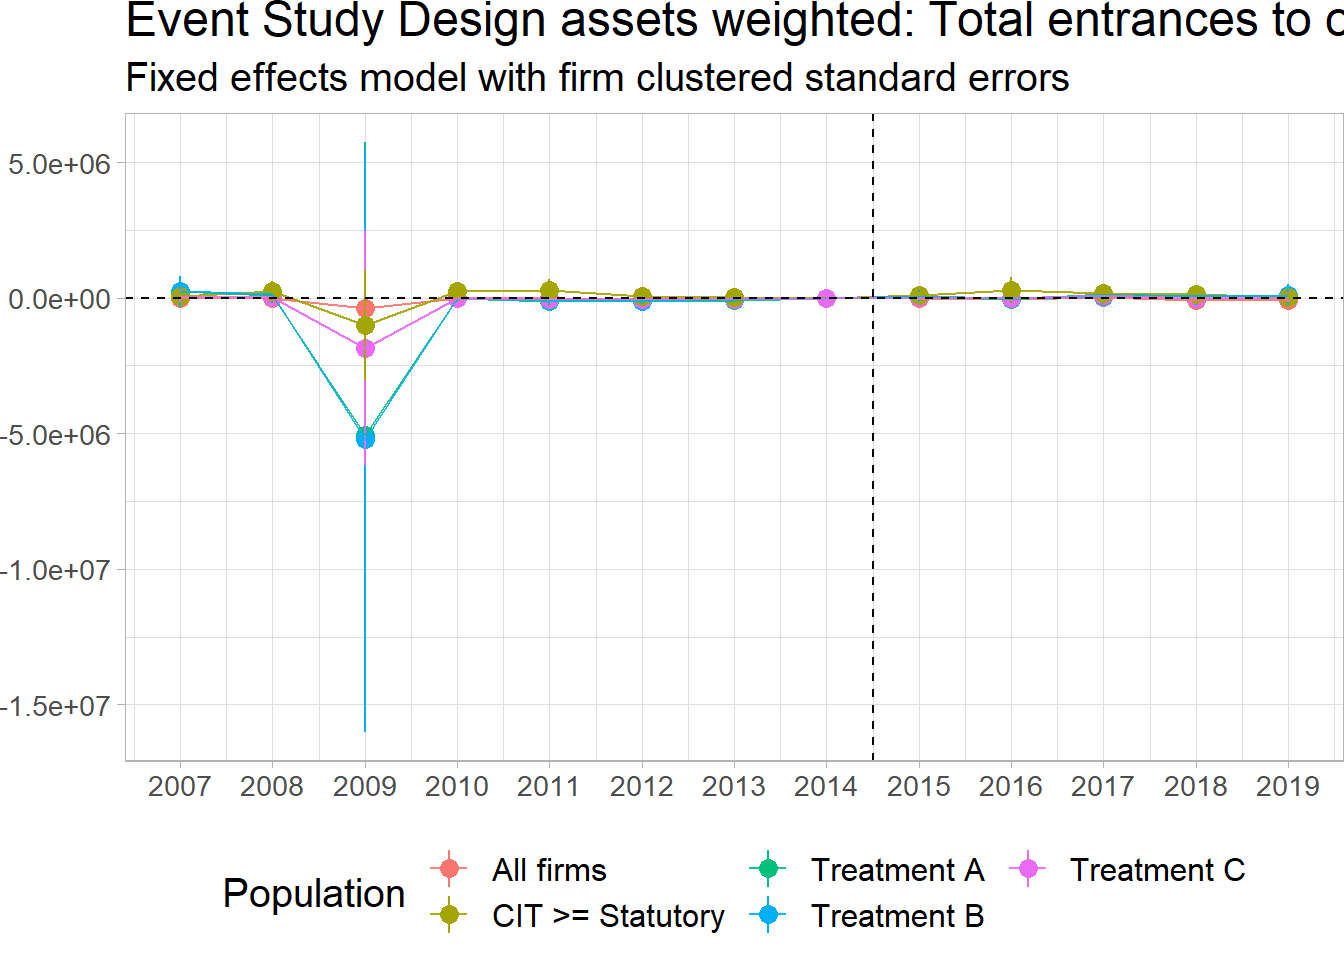 Event Study Design assets weighted: Total entrances to
Fixed effects model with firm clustered standard errors
5.0e+06
0.0e+00
-5.0e+06
-1.0e+07
-1.5e+07
2007 2008 2009 2010 2011 2012 2013 2014 2015 2016 2017 2018 2019
Population
All firms
CIT >= Statutory
Treatment A
Treatment B
Treatment C